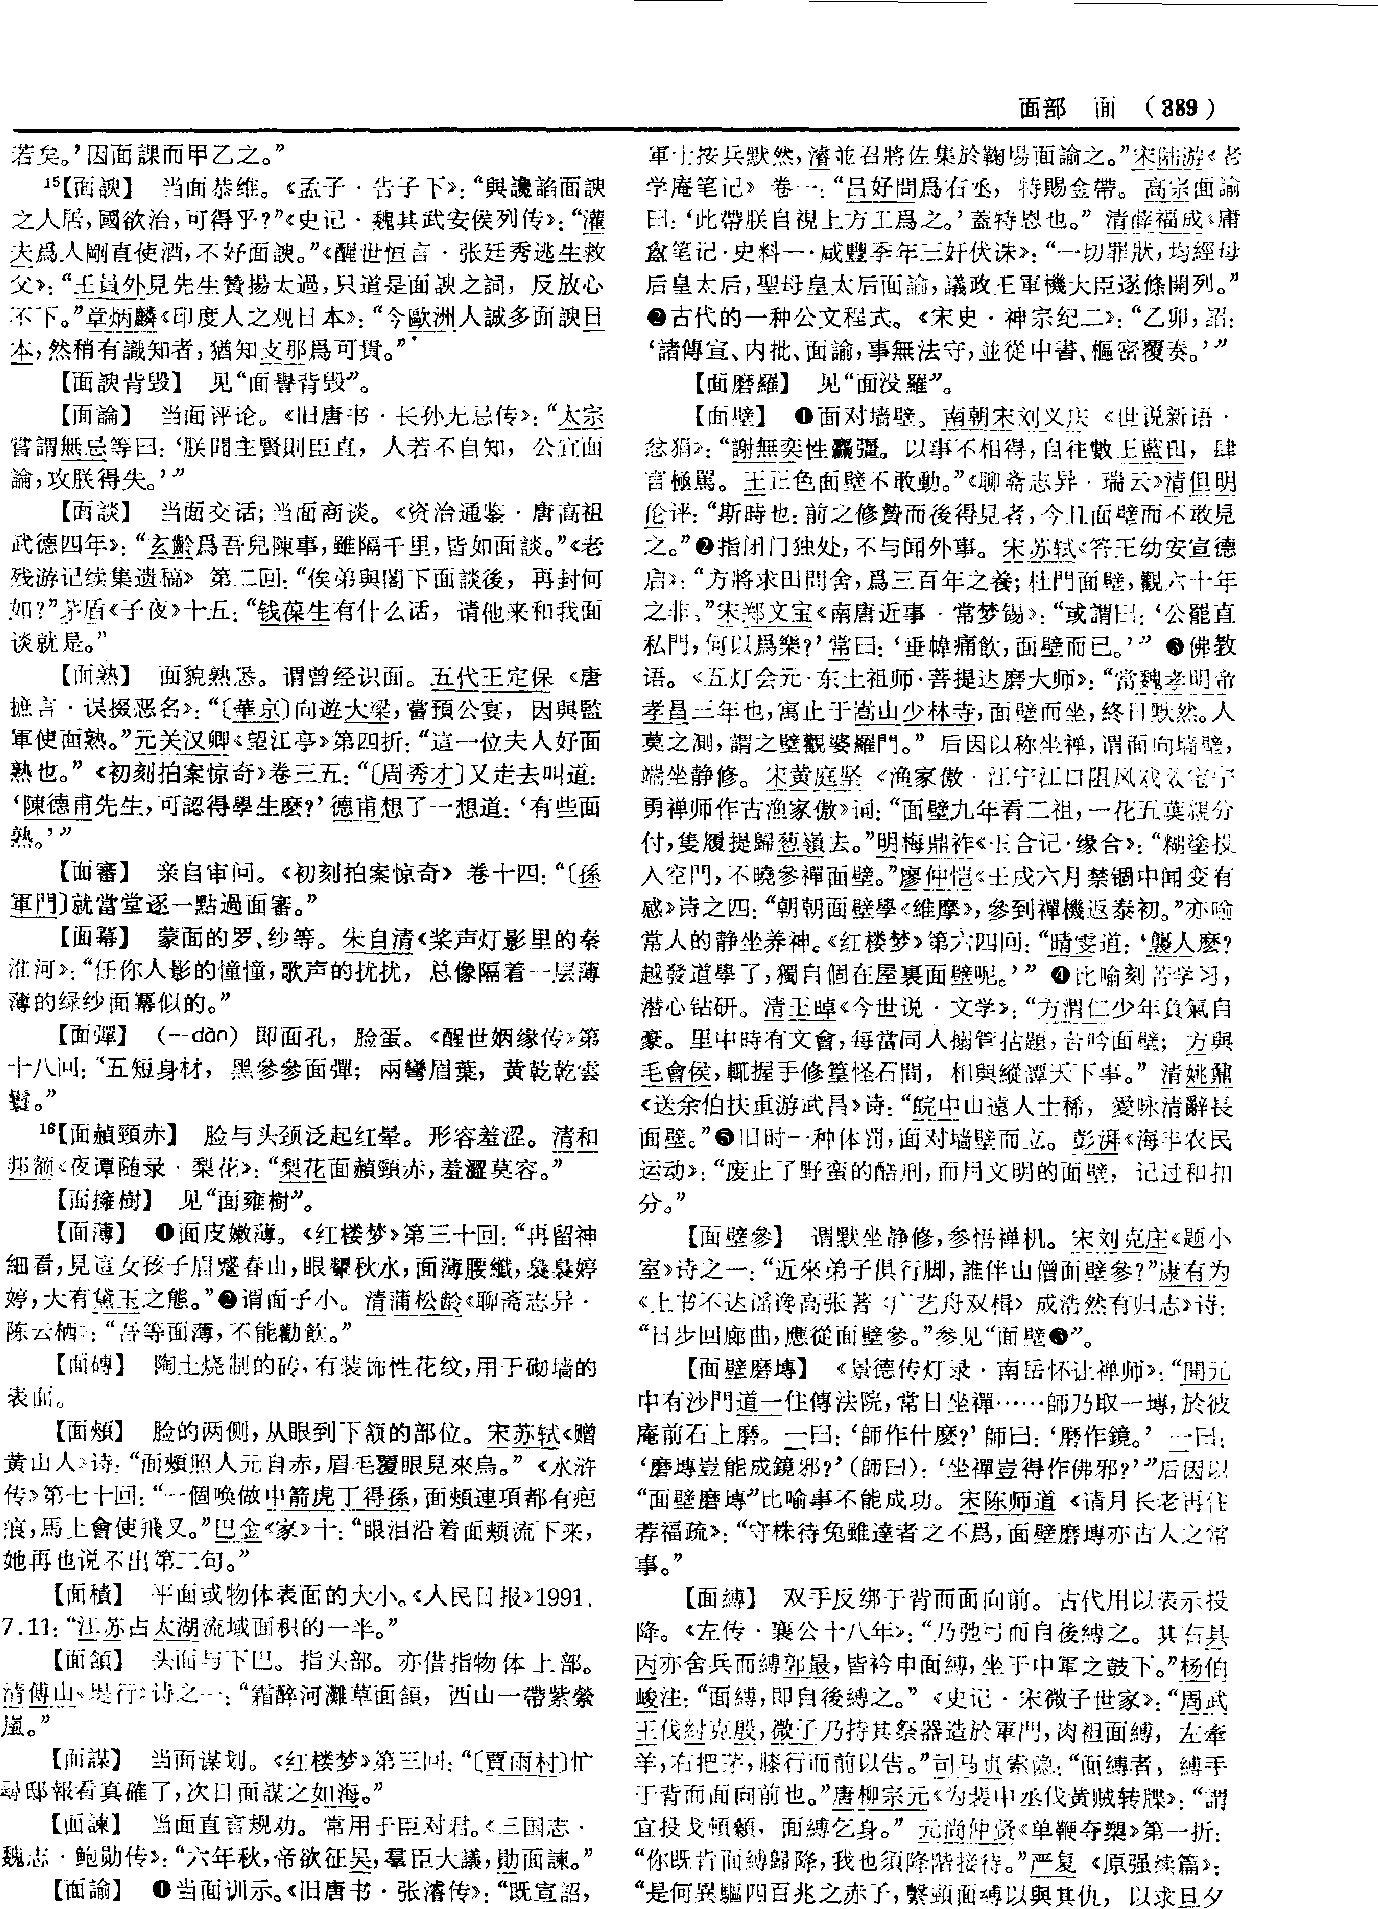 面部　面　（389）
若矣。’因面課而甲乙之。”
15【面諛】　当面恭维。《孟子·告子下》：“與讒諂面諛
之人居，國欲治，可得乎？”《史记·魏其武安侯列传》：“灌
夫爲人剛直使酒，不好面諛。”《醒世恒言·张廷秀逃生救
父》：“王員外見先生贊揚太過，只道是面諛之詞，反放心
不下。”章炳麟《印度人之观日本》：“今歐洲人誠多面諛日
本，然稍有識知者，猶知支那爲可貴。”
【面諛背毁】　见“面譽背毁”。
【面論】　当面评论。《旧唐书·长孙无忌传》：“太宗
嘗謂無忌等曰：‘朕聞主賢則臣直，人若不自知，公宜面
論，攻朕得失。’”
【面談】　当面交话；当面商谈。《资治通鉴·唐高祖
武德四年》：“玄齡爲吾兒陳事，雖隔千里，皆如面談。”《老
残游记续集遗稿》第二回：“俟弟與閣下面談後，再封何
如？”茅盾《子夜》十五：“钱葆生有什么话，请他来和我面
谈就是。”
【面熟】　面貌熟悉。谓曾经识面。五代王定保《唐
摭言·误掇恶名》：“〔華京〕向遊大梁，嘗預公宴，因與監
軍使面熟。”元关汉卿《望江亭》第四折：“這一位夫人好面
熟也。”《初刻拍案惊奇》卷三五：“〔周秀才〕又走去叫道：
‘陳德甫先生，可認得學生麽？’德甫想了一想道：‘有些面
熟。’”
【面審】　亲自审问。《初刻拍案惊奇》卷十四：“〔孫
軍門〕就當堂逐一點過面審。”
【面幕】　蒙面的罗、纱等。朱自清《桨声灯影里的秦
淮河》：“任你人影的憧憧，歌声的扰扰，总像隔着一层薄
薄的绿纱面幂似的。”
【面彈】　(—dàn)　即面孔，脸蛋。《醒世姻缘传》第
十八回：“五短身材，黑參參面彈；兩彎眉葉，黄乾乾雲
鬢。”
16【面赬頸赤】　脸与头颈泛起红晕。形容羞涩。清和
邦额《夜谭随录·梨花》：“梨花面赬頸赤，羞澀莫容。”
【面擁樹】　见“面雍樹”。
【面薄】　❶面皮嫩薄。《红楼梦》第三十回：“再留神
細看，見這女孩子眉蹙春山，眼顰秋水，面薄腰纖，裊裊婷
婷，大有黛玉之態。”❷谓面子小。清蒲松龄《聊斋志异·
陈云栖》：“吾等面薄，不能勸飲。”
【面磚】　陶土烧制的砖，有装饰性花纹，用于砌墙的
表面。
【面頰】　脸的两侧，从眼到下颔的部位。宋苏轼《赠
黄山人》诗：“面頰照人元自赤，眉毛覆眼見來烏。”《水浒
传》第七十回：“一個唤做中箭虎丁得孫，面頰連項都有疤
痕，馬上會使飛叉。”巴金《家》十：“眼泪沿着面颊流下来，
她再也说不出第二句。”
【面積】　平面或物体表面的大小。《人民日报》1991.
7.11：“江苏占太湖流域面积的一半。”
【面頷】　头面与下巴。指头部。亦借指物体上部。
清傅山《堤行》诗之一：“霜醉河灘草面頷，西山一帶紫縈
嵐。”
【面謀】　当面谋划。《红楼梦》第三回：“〔賈雨村〕忙
尋邸報看真確了，次日面謀之如海。”
【面諫】　当面直言规劝。常用于臣对君。《三国志·
魏志·鲍勋传》：“六年秋，帝欲征吴，羣臣大議，勛面諫。”
【面諭】　❶当面训示。《旧唐书·张濬传》：“既宣詔，
軍士按兵默然，濬並召將佐集於鞠場面諭之。”宋陆游《老
学庵笔记》卷一：“吕好問爲右丞，特賜金帶。高宗面諭
曰：‘此帶朕自視上方工爲之。’蓋特恩也。”清薛福成《庸
盦笔记·史料一·咸豐季年三奸伏诛》：“一切罪狀，均經母
后皇太后，聖母皇太后面諭，議政王軍機大臣逐條開列。”
❷古代的一种公文程式。《宋史·神宗纪二》：“乙卯，詔：
‘諸傳宣、内批、面諭，事無法守，並從中書、樞密覆奏。’”
【面磨羅】　见“面没羅”。
【面壁】　❶面对墙壁。南朝宋刘义庆《世说新语·
忿狷》：“謝無奕性麤彊。以事不相得，自往數王藍田，肆
言極駡。王正色面壁不敢動。”《聊斋志异·瑞云》清但明
伦评：“斯時也：前之修贄而後得見者，今且面壁而不敢見
之。”❷指闭门独处，不与闻外事。宋苏轼《答王幼安宣德
启》：“方將求田問舍，爲三百年之養；杜門面壁，觀六十年
之非。”宋郑文宝《南唐近事·常梦锡》：“或謂曰：‘公罷直
私門，何以爲樂？’常曰：‘垂幃痛飲，面壁而已。’”❸佛教
语。《五灯会元·东土祖师·菩提达磨大师》：“當魏孝明帝
孝昌三年也，寓止于嵩山少林寺，面壁而坐，終日默然。人
莫之測，謂之壁觀婆羅門。”后因以称坐禅，谓面向墙壁，
端坐静修。宋黄庭坚《渔家傲·江宁江口阻风戏效宝宁
勇禅师作古渔家傲》词：“面壁九年看二祖，一花五葉親分
付，隻履提歸葱嶺去。”明梅鼎祚《玉合记·缘合》：“糊塗投
入空門，不曉參禪面壁。”廖仲恺《壬戌六月禁锢中闻变有
感》诗之四：“朝朝面壁學《維摩》，參到禪機返泰初。”亦喻
常人的静坐养神。《红楼梦》第六四回：“晴雯道：‘襲人麽？
越發道學了，獨自個在屋裏面壁呢。’”❹比喻刻苦学习，
潜心钻研。清王晫《今世说·文学》：“方渭仁少年負氣自
豪。里中時有文會，每當同人搦管拈題，苦吟面壁；方與
毛會侯，輒握手修篁怪石間，相與縱譚天下事。”清姚鼐
《送余伯扶重游武昌》诗：“皖中山遠人士稀，愛咏清辭長
面壁。”❺旧时一种体罚，面对墙壁而立。彭湃《海丰农民
运动》：“废止了野蛮的酷刑，而用文明的面壁，记过和扣
分。”
【面壁參】　谓默坐静修，参悟禅机。宋刘克庄《题小
室》诗之一：“近來弟子俱行脚，誰伴山僧面壁參？”康有为
《上书不达谣谗高张著〈广艺舟双楫〉成浩然有归志》诗：
“日步回廊曲，應從面壁參。”参见“面壁❸”。
【面壁磨塼】　《景德传灯录·南岳怀让禅师》：“開元
中有沙門道一住傳法院，常日坐禪……師乃取一塼，於彼
庵前石上磨。一曰：‘師作什麽？’師曰：‘磨作鏡。’一曰：
‘磨塼豈能成鏡邪？’（師曰）：‘坐禪豈得作佛邪？’”后因以
“面壁磨塼”比喻事不能成功。宋陈师道《请月长老再住
荐福疏》：“守株待兔雖達者之不爲，面壁磨塼亦古人之常
事。”
【面縛】　双手反绑于背而面向前。古代用以表示投
降。《左传·襄公十八年》：“乃弛弓而自後縛之。其右具
丙亦舍兵而縛郭最，皆衿甲面縛，坐于中軍之鼓下。”杨伯
峻注：“面縛，即自後縛之。”《史记·宋微子世家》：“周武
王伐紂克殷，微子乃持其祭器造於軍門，肉袒面縛，左牽
羊，右把茅，膝行而前以告。”司马贞索隐：“面縛者，縛手
于背而面向前也。”唐柳宗元《为裴中丞伐黄贼转牒》：“謂
宜投戈頓顙，面縛乞身。”元尚仲贤《单鞭夺槊》第一折：
“你既肯面縛歸降，我也須降階接待。”严复《原强续篇》：
“是何異驅四百兆之赤子，繫頸面縛以與其仇，以求旦夕